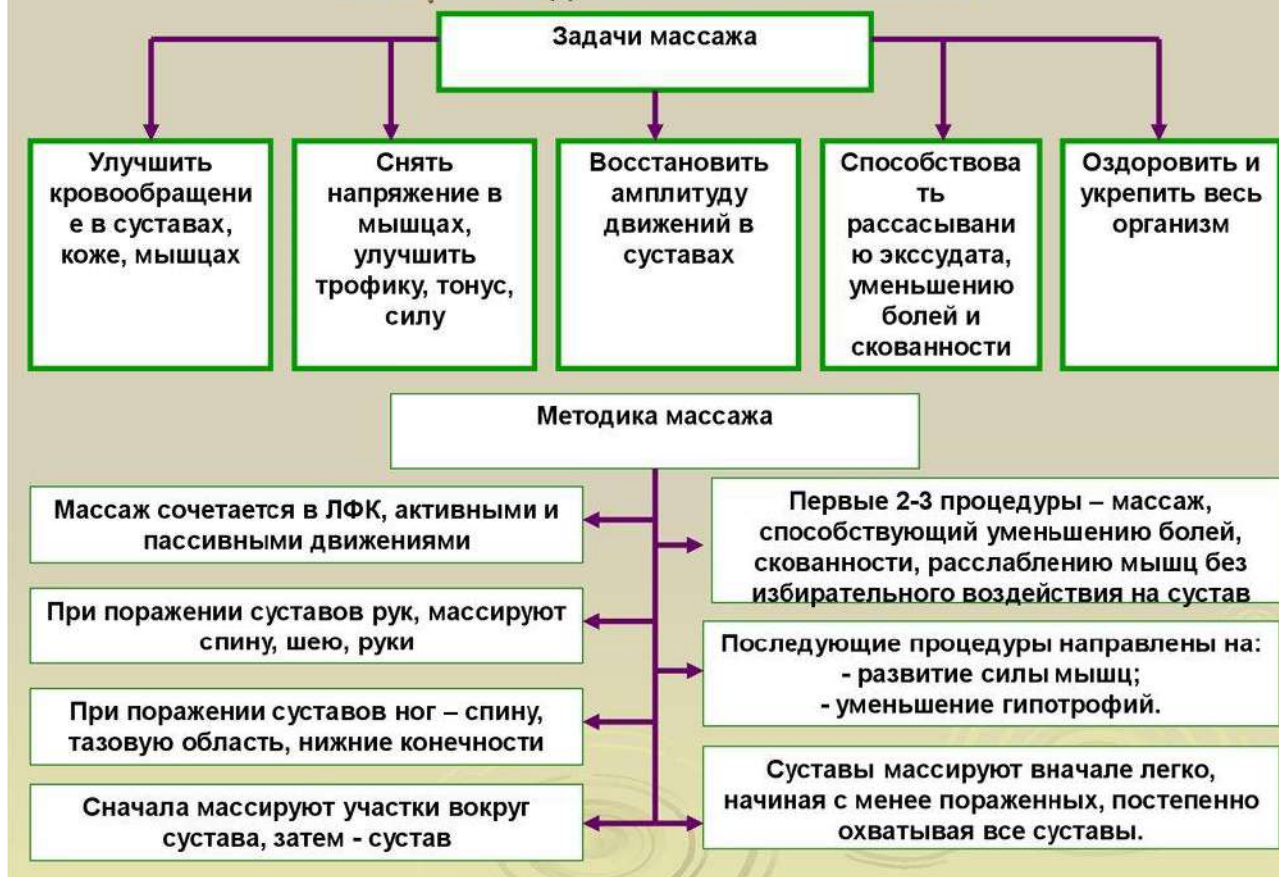 Задачи массажа
Улучшить
кровообращени
е в суставах,
коже, мышцах
Снять
напряжение в
мышцах,
улучшить
трофику, тонус,
силу
Восстановить
амплитуду
движений в
суставах
Способствова
ть
рассасывани
ю экссудата,
уменьшению
болей и
скованности
Оздоровить и
укрепить весь
организм
Методика массажа
Массаж сочетается в ЛФК, активными и
пассивными движениями
При поражении суставов рук, массируют
спину, шею, руки
При поражении суставов ног – спину,
тазовую область, нижние конечности
Сначала массируют участки вокруг
сустава, затем - сустав
Первые 2-3 процедуры – массаж,
способствующий уменьшению болей,
скованности, расслаблению мышц без
избирательного воздействия на сустав
Последующие процедуры направлены на:
- развитие силы мышц;
- уменьшение гипотрофий.
Суставы массируют вначале легко,
начиная с менее пораженных, постепенно
охватывая все суставы.